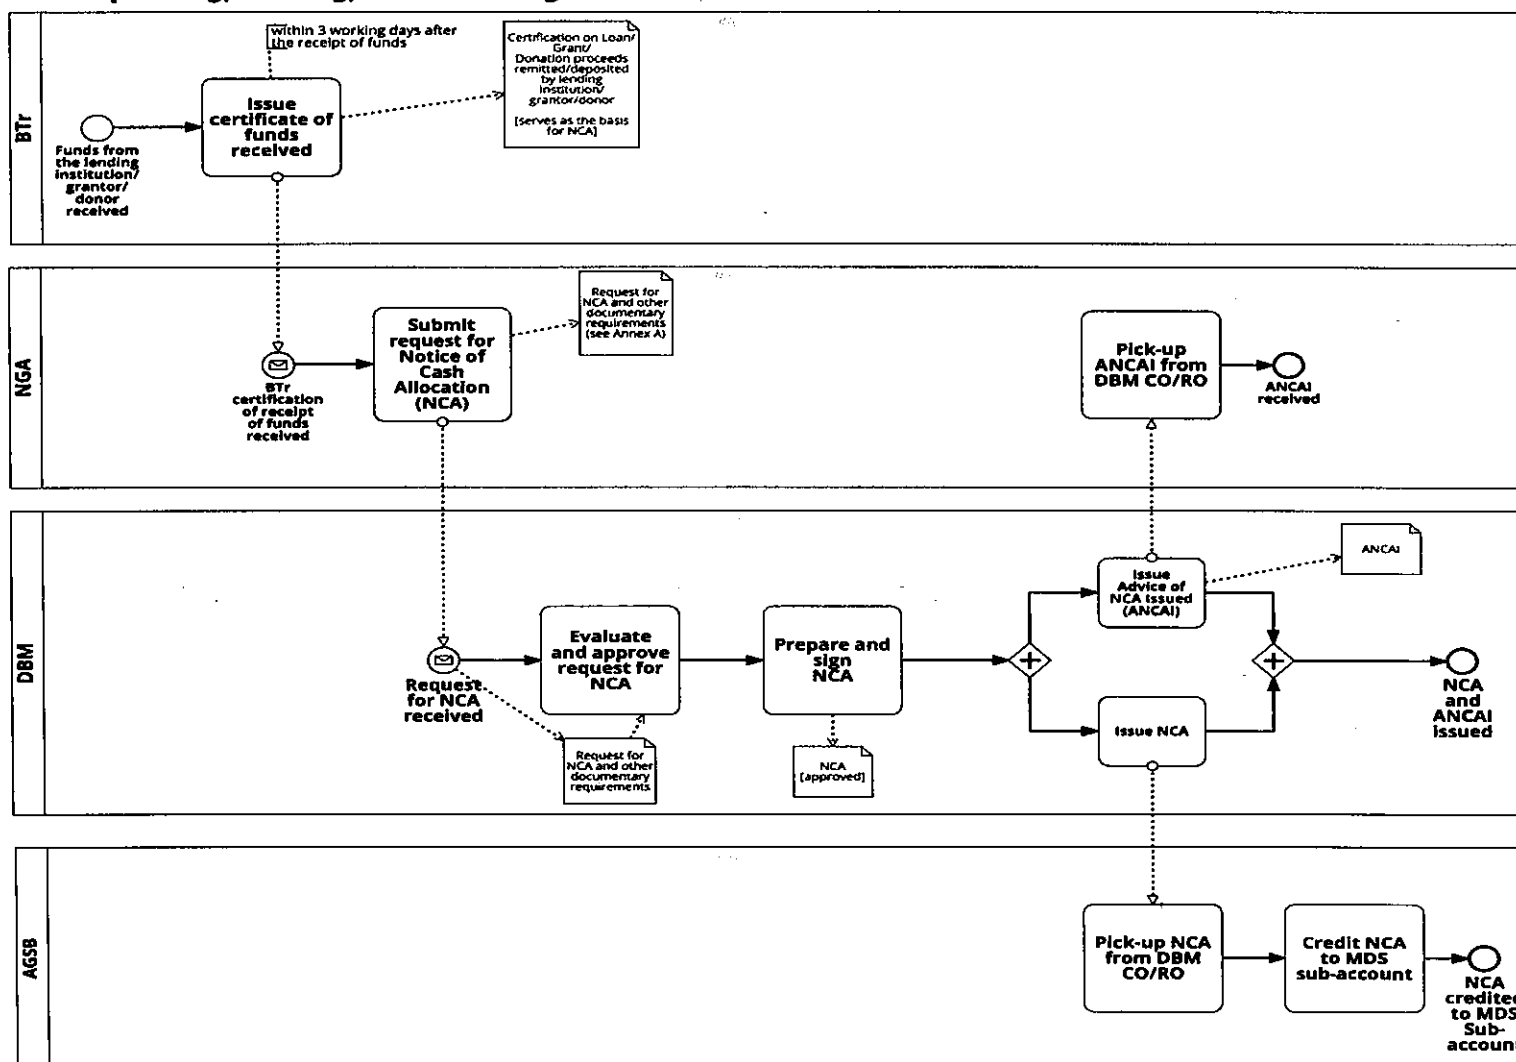 BTr
within 3 working days after
the receipt of funds
Certification on Loan/
Grant/
Donation proceeds
remitted/deposited
by lending
institution/
grantor/donor
[serves as the basis
for NCA]
Issue
certificate of
funds
received
Funds from
the lending
institution/
grantor/
donor
received
NGA
Request for
NCA and other
documentary
requirements
(see Annex A)
Submit
request for
Notice of
Cash
Allocation
(NCA)
BTr
certification
of receipt
of funds
received
Pick-up
ANCAI from
DBM CO/RO
ANCAI
received
DBM
ANCAI
Issue
Advice of
NCA Issued
(ANCAI)
Evaluate
and approve
request for
NCA
Prepare and
sign
NCA
Request
for NCA
received
Request for
NCA and other
documentary
requirements
NCA
[approved]
Issue NCA
NCA
and
ANCAI
issued
AGSB
Pick-up NCA
from DBM
CO/RO
Credit NCA
to MDS
sub-account
NCA
credited
to MDS
Sub-
account